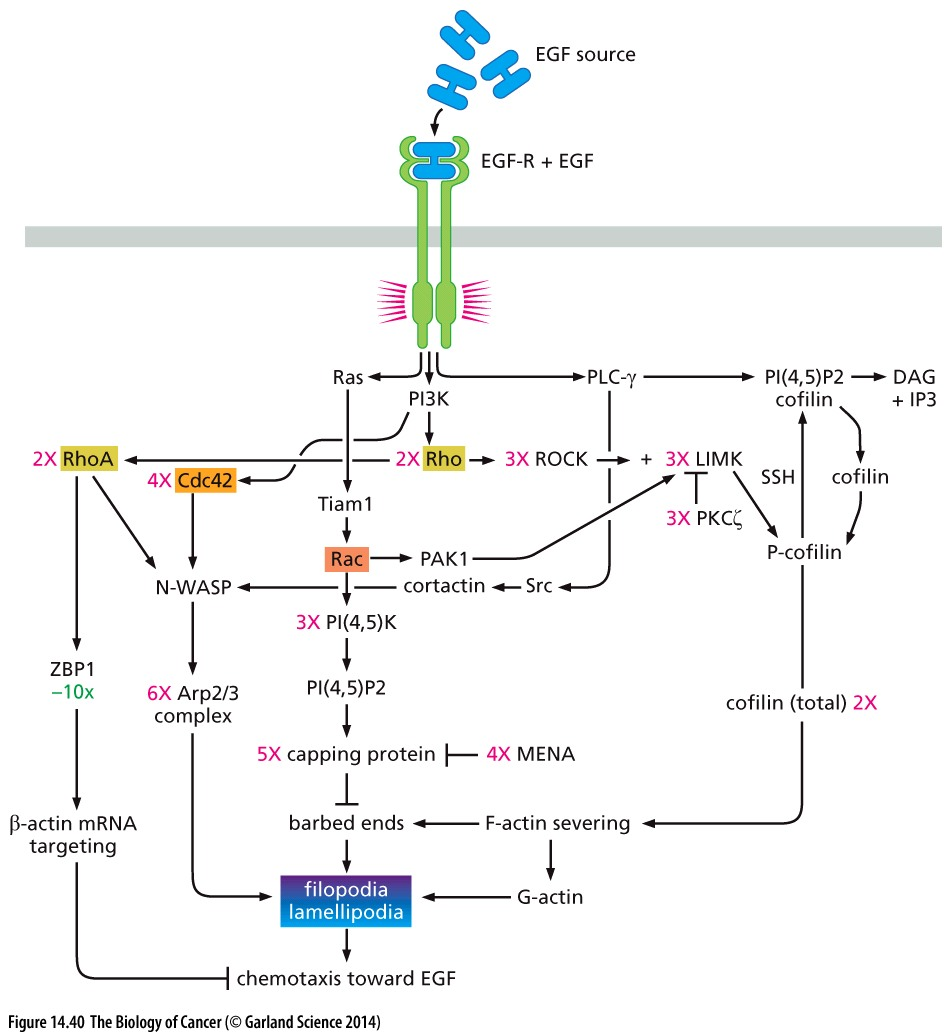 EGF source
EGF-R + EGF
Ras
PI3K
PLC-γ
PI(4,5)P2
cofilin
DAG
+ IP3
2X RhoA
4X Cdc42
2X Rho
3X ROCK
+ 3X LIMK
SSH
cofilin
Tiam1
3X PKCζ
Rac
PAK1
P-cofilin
N-WASP
cortactin
Src
3X PI(4,5)K
ZBP1
–10x
6X Arp2/3
complex
PI(4,5)P2
cofilin (total) 2X
5X capping protein
4X MENA
β-actin mRNA
targeting
barbed ends
F-actin severing
filopodia
lamellipodia
G-actin
chemotaxis toward EGF
Figure 14.40 The Biology of Cancer (© Garland Science 2014)